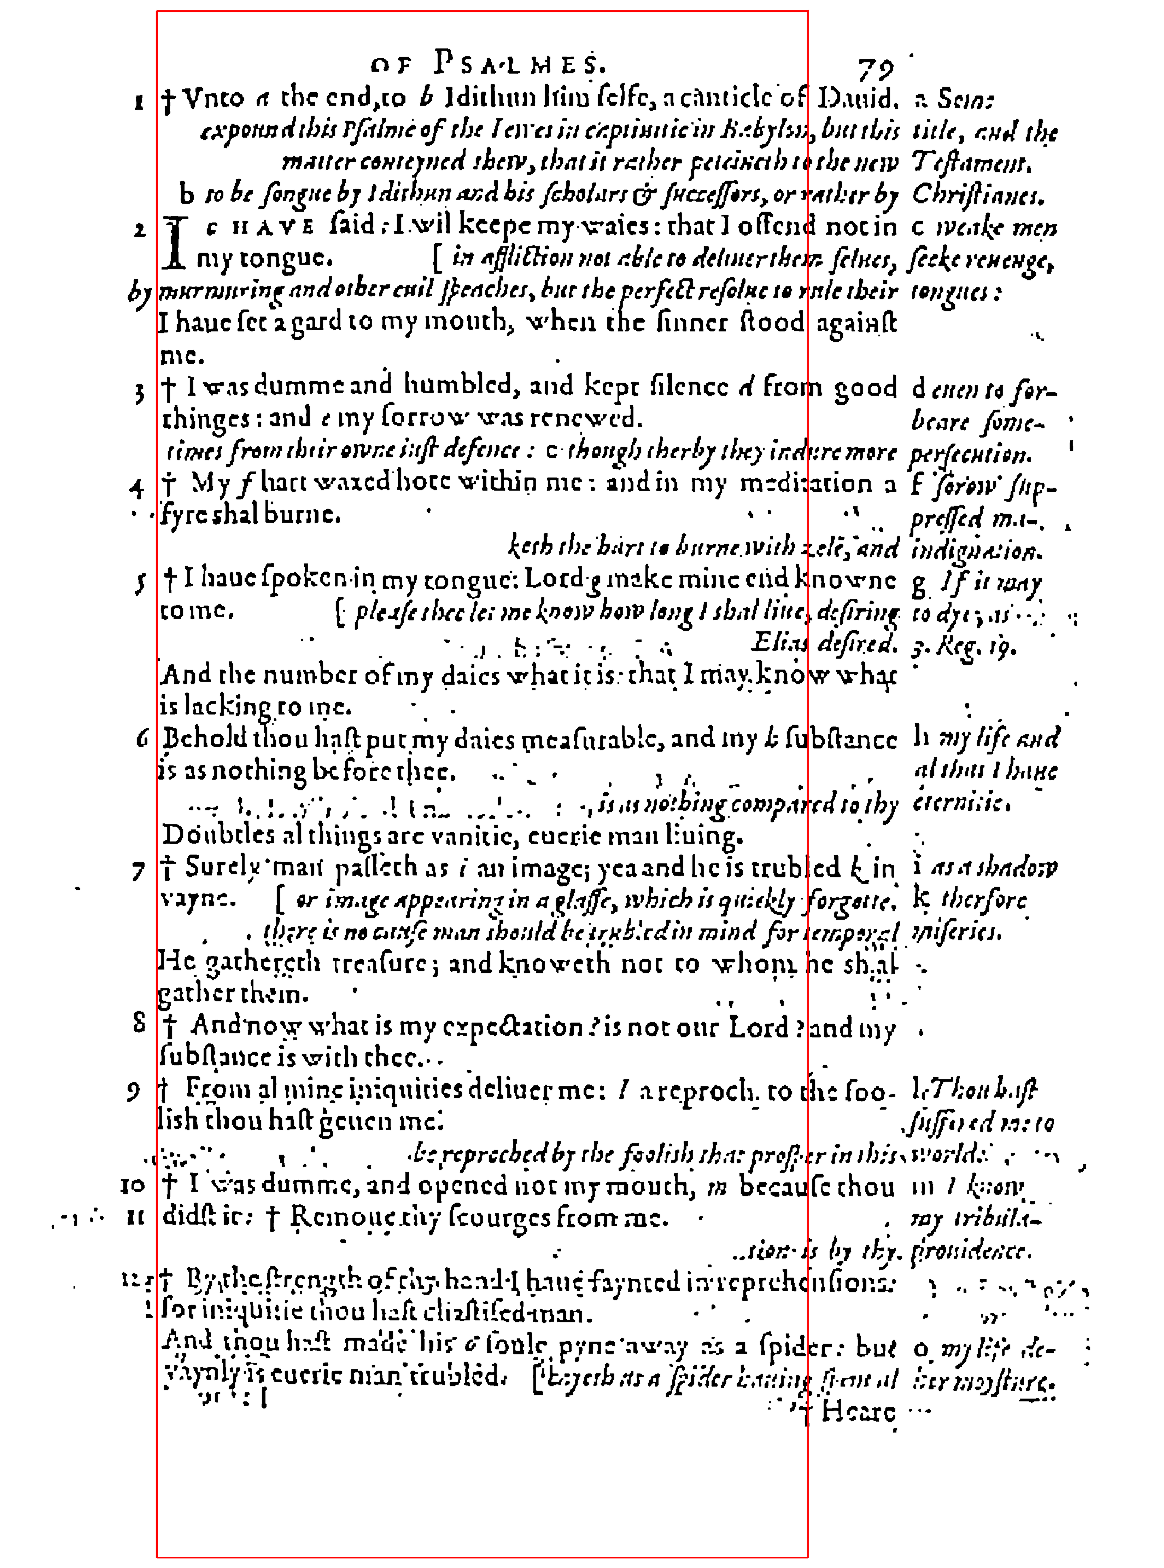 OF PSALMES. 79
1 † Vnto a the end, to b Idithun him selfe, a canticle of Dauid. a Som:
expound this Psalme of the Iewes in captiuitie in Babylon, but this title, and the
matter conteyned shew, that it rather perteineth to the new Testament.
b to be songue by Idithun and his scholars & successors, or rather by Christianes.
2 I c HAVE said: I wil keepe my waies: that I offend not in c weake men
my tongue. [ in affliction not able to deliuer them selues, seeke reuenge,
by murmuring and other euil speaches, but the perfect resolue to rule their tongues:
I haue set a gard to my mouth, when the sinner stood against
me.
3 † I was dumme and humbled, and kept silence d from good d euen to for-
thinges: and e my sorrow was renewed. beare some-
times from their owne iust defence: e though therby they indure more persecution.
4 † My f hart waxed hote within me: and in my meditation a f sorow sup-
fyre shal burne. pressed ma-
keth the hart to burne with zele, and indignation.
5 † I haue spoken in my tongue: Lord g make mine end knowne g If it may
to me. [ please thee let me know how long I shal liue, desiring to dye, as
Elias desired. 3. Reg. 19.
And the number of my daies what it is: that I may know what
is lacking to me.
6 Behold thou hast put my daies measurable, and my h substance h my life and
is as nothing before thee. al that I haue
is as nothing compared to thy eternitie.
Doubtles al things are vanitie, euerie man liuing.
7 † Surely man passeth as i an image; yea and he is trubled k in i as a shadow
vayne. [ or image appearing in a glasse, which is quickly forgotte. k therfore
there is no cause man should be trubled in mind for temporal miseries.
He gathereth treasure; and knoweth not to whom he shal
gather them.
8 † And now what is my expectation? is not our Lord? and my
substance is with thee.
9 † From al mine iniquities deliuer me: l a reproch to the foo- l Thou hast
lish thou hast geuen me. suffered me to
be reproched by the foolish that prosper in this world.
10 † I was dumme, and opened not my mouth, m because thou m I know
11 didst it: † Remoue thy scourges from me. my tribula-
tion is by thy prouidence.
12 † By the strength of thy hand I haue faynted in reprehensions:
for iniquitie thou hast chastised man.
And thou hast made his o soule pyne away as a spider: but o my life de-
vaynly is euerie man trubled. [
† Heare